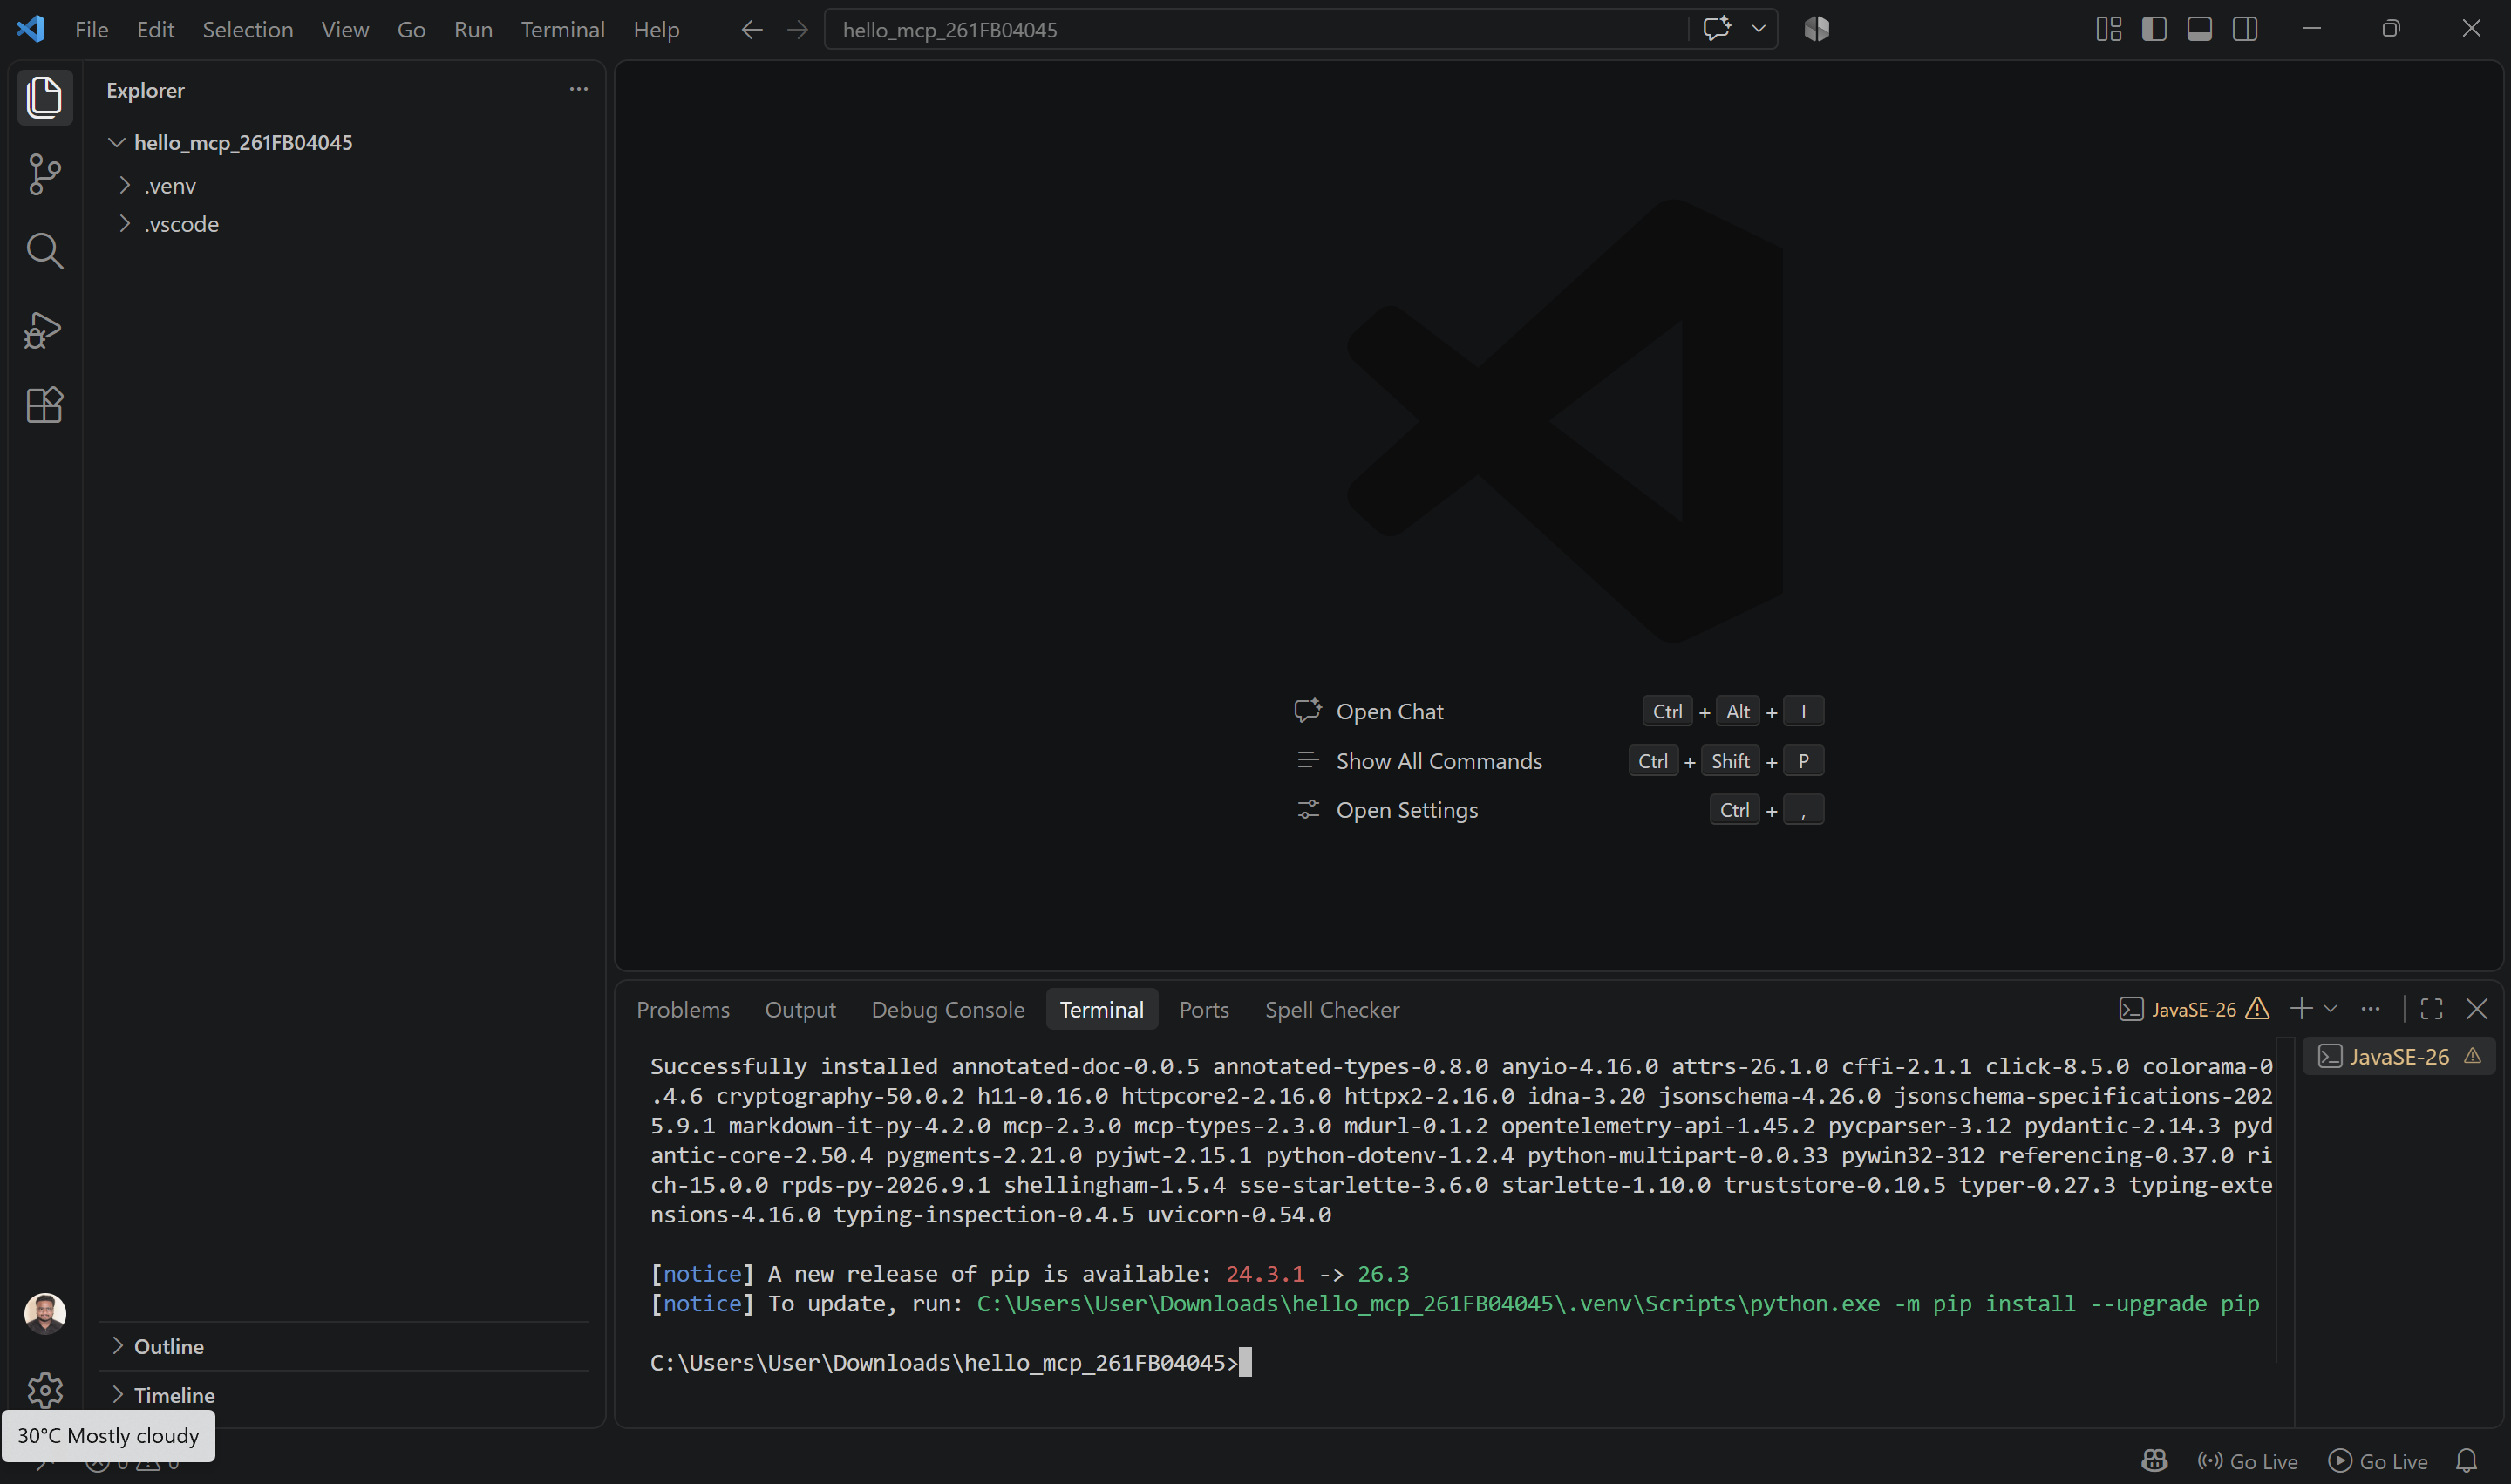 File Edit Selection View Go Run Terminal Help
hello_mcp_261FB04045
Explorer
hello_mcp_261FB04045
.venv
.vscode
Outline
Timeline
Open Chat Ctrl + Alt + I
Show All Commands Ctrl + Shift + P
Open Settings Ctrl + ,
Problems Output Debug Console Terminal Ports Spell Checker
JavaSE-26
JavaSE-26
Successfully installed annotated-doc-0.0.5 annotated-types-0.8.0 anyio-4.16.0 attrs-26.1.0 cffi-2.1.1 click-8.5.0 colorama-0
.4.6 cryptography-50.0.2 h11-0.16.0 httpcore2-2.16.0 httpx2-2.16.0 idna-3.20 jsonschema-4.26.0 jsonschema-specifications-202
5.9.1 markdown-it-py-4.2.0 mcp-2.3.0 mcp-types-2.3.0 mdurl-0.1.2 opentelemetry-api-1.45.2 pycparser-3.12 pydantic-2.14.3 pyd
antic-core-2.50.4 pygments-2.21.0 pyjwt-2.15.1 python-dotenv-1.2.4 python-multipart-0.0.33 pywin32-312 referencing-0.37.0 ri
ch-15.0.0 rpds-py-2026.9.1 shellingham-1.5.4 sse-starlette-3.6.0 starlette-1.10.0 truststore-0.10.5 typer-0.27.3 typing-exte
nsions-4.16.0 typing-inspection-0.4.5 uvicorn-0.54.0
[notice] A new release of pip is available: 24.3.1 -> 26.3
[notice] To update, run: C:\Users\User\Downloads\hello_mcp_261FB04045\.venv\Scripts\python.exe -m pip install --upgrade pip
C:\Users\User\Downloads\hello_mcp_261FB04045>
30°C Mostly cloudy
Go Live Go Live